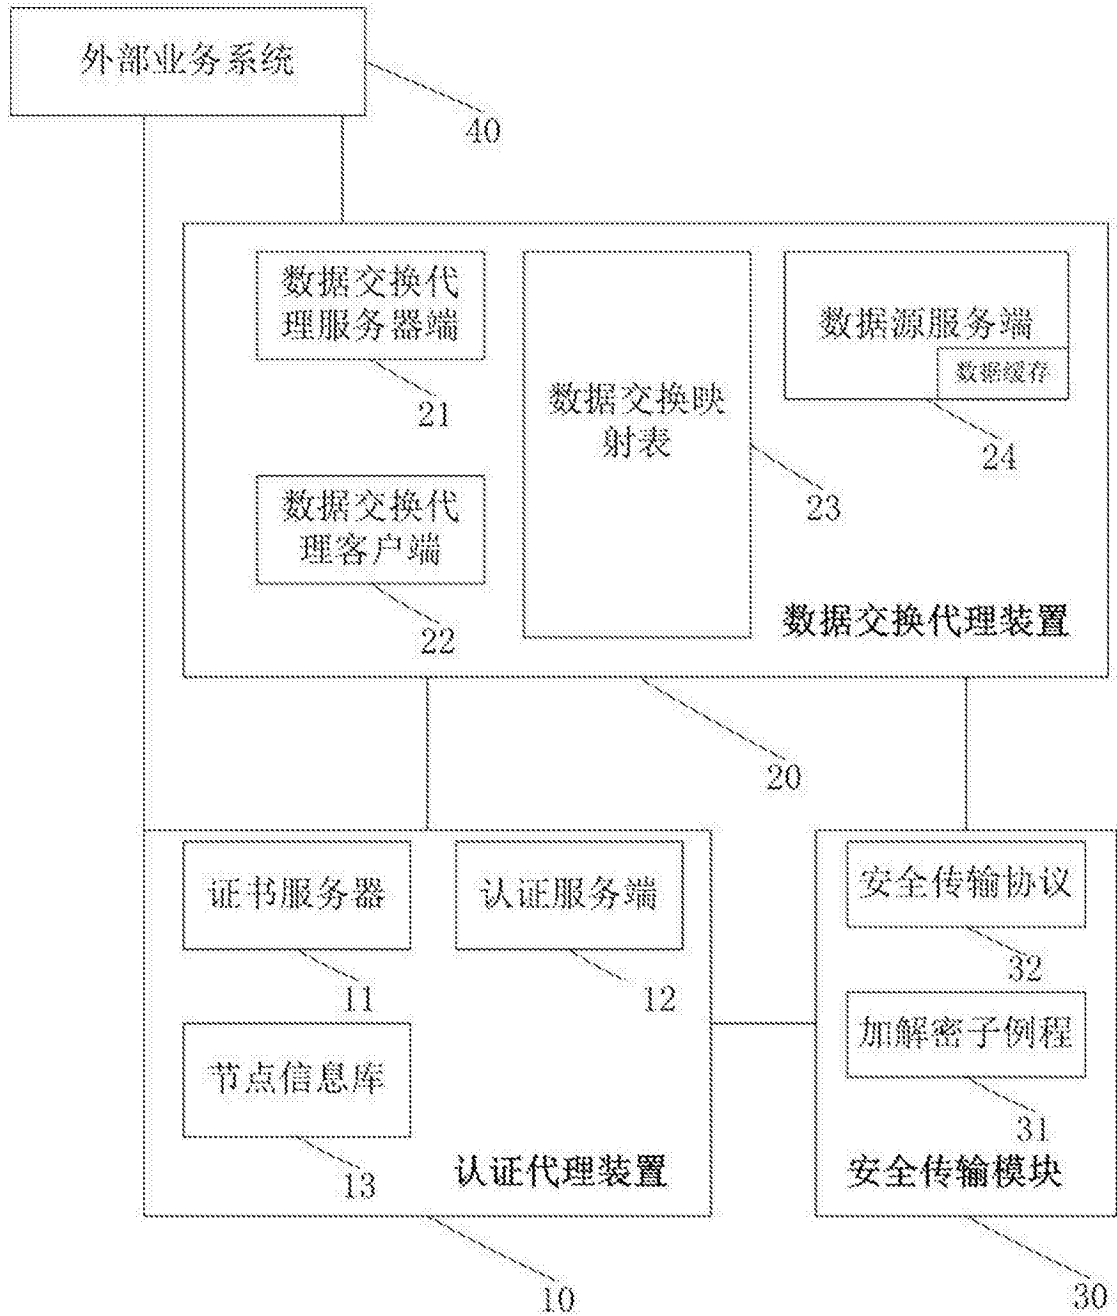 外部业务系统
40
数据交换代
理服务器端
21
数据交换映
射表
23
数据源服务端
数据缓存
24
数据交换代
理客户端
22
数据交换代理装置
20
证书服务器
11
认证服务端
12
节点信息库
13
认证代理装置
10
安全传输协议
32
加解密子例程
31
安全传输模块
30